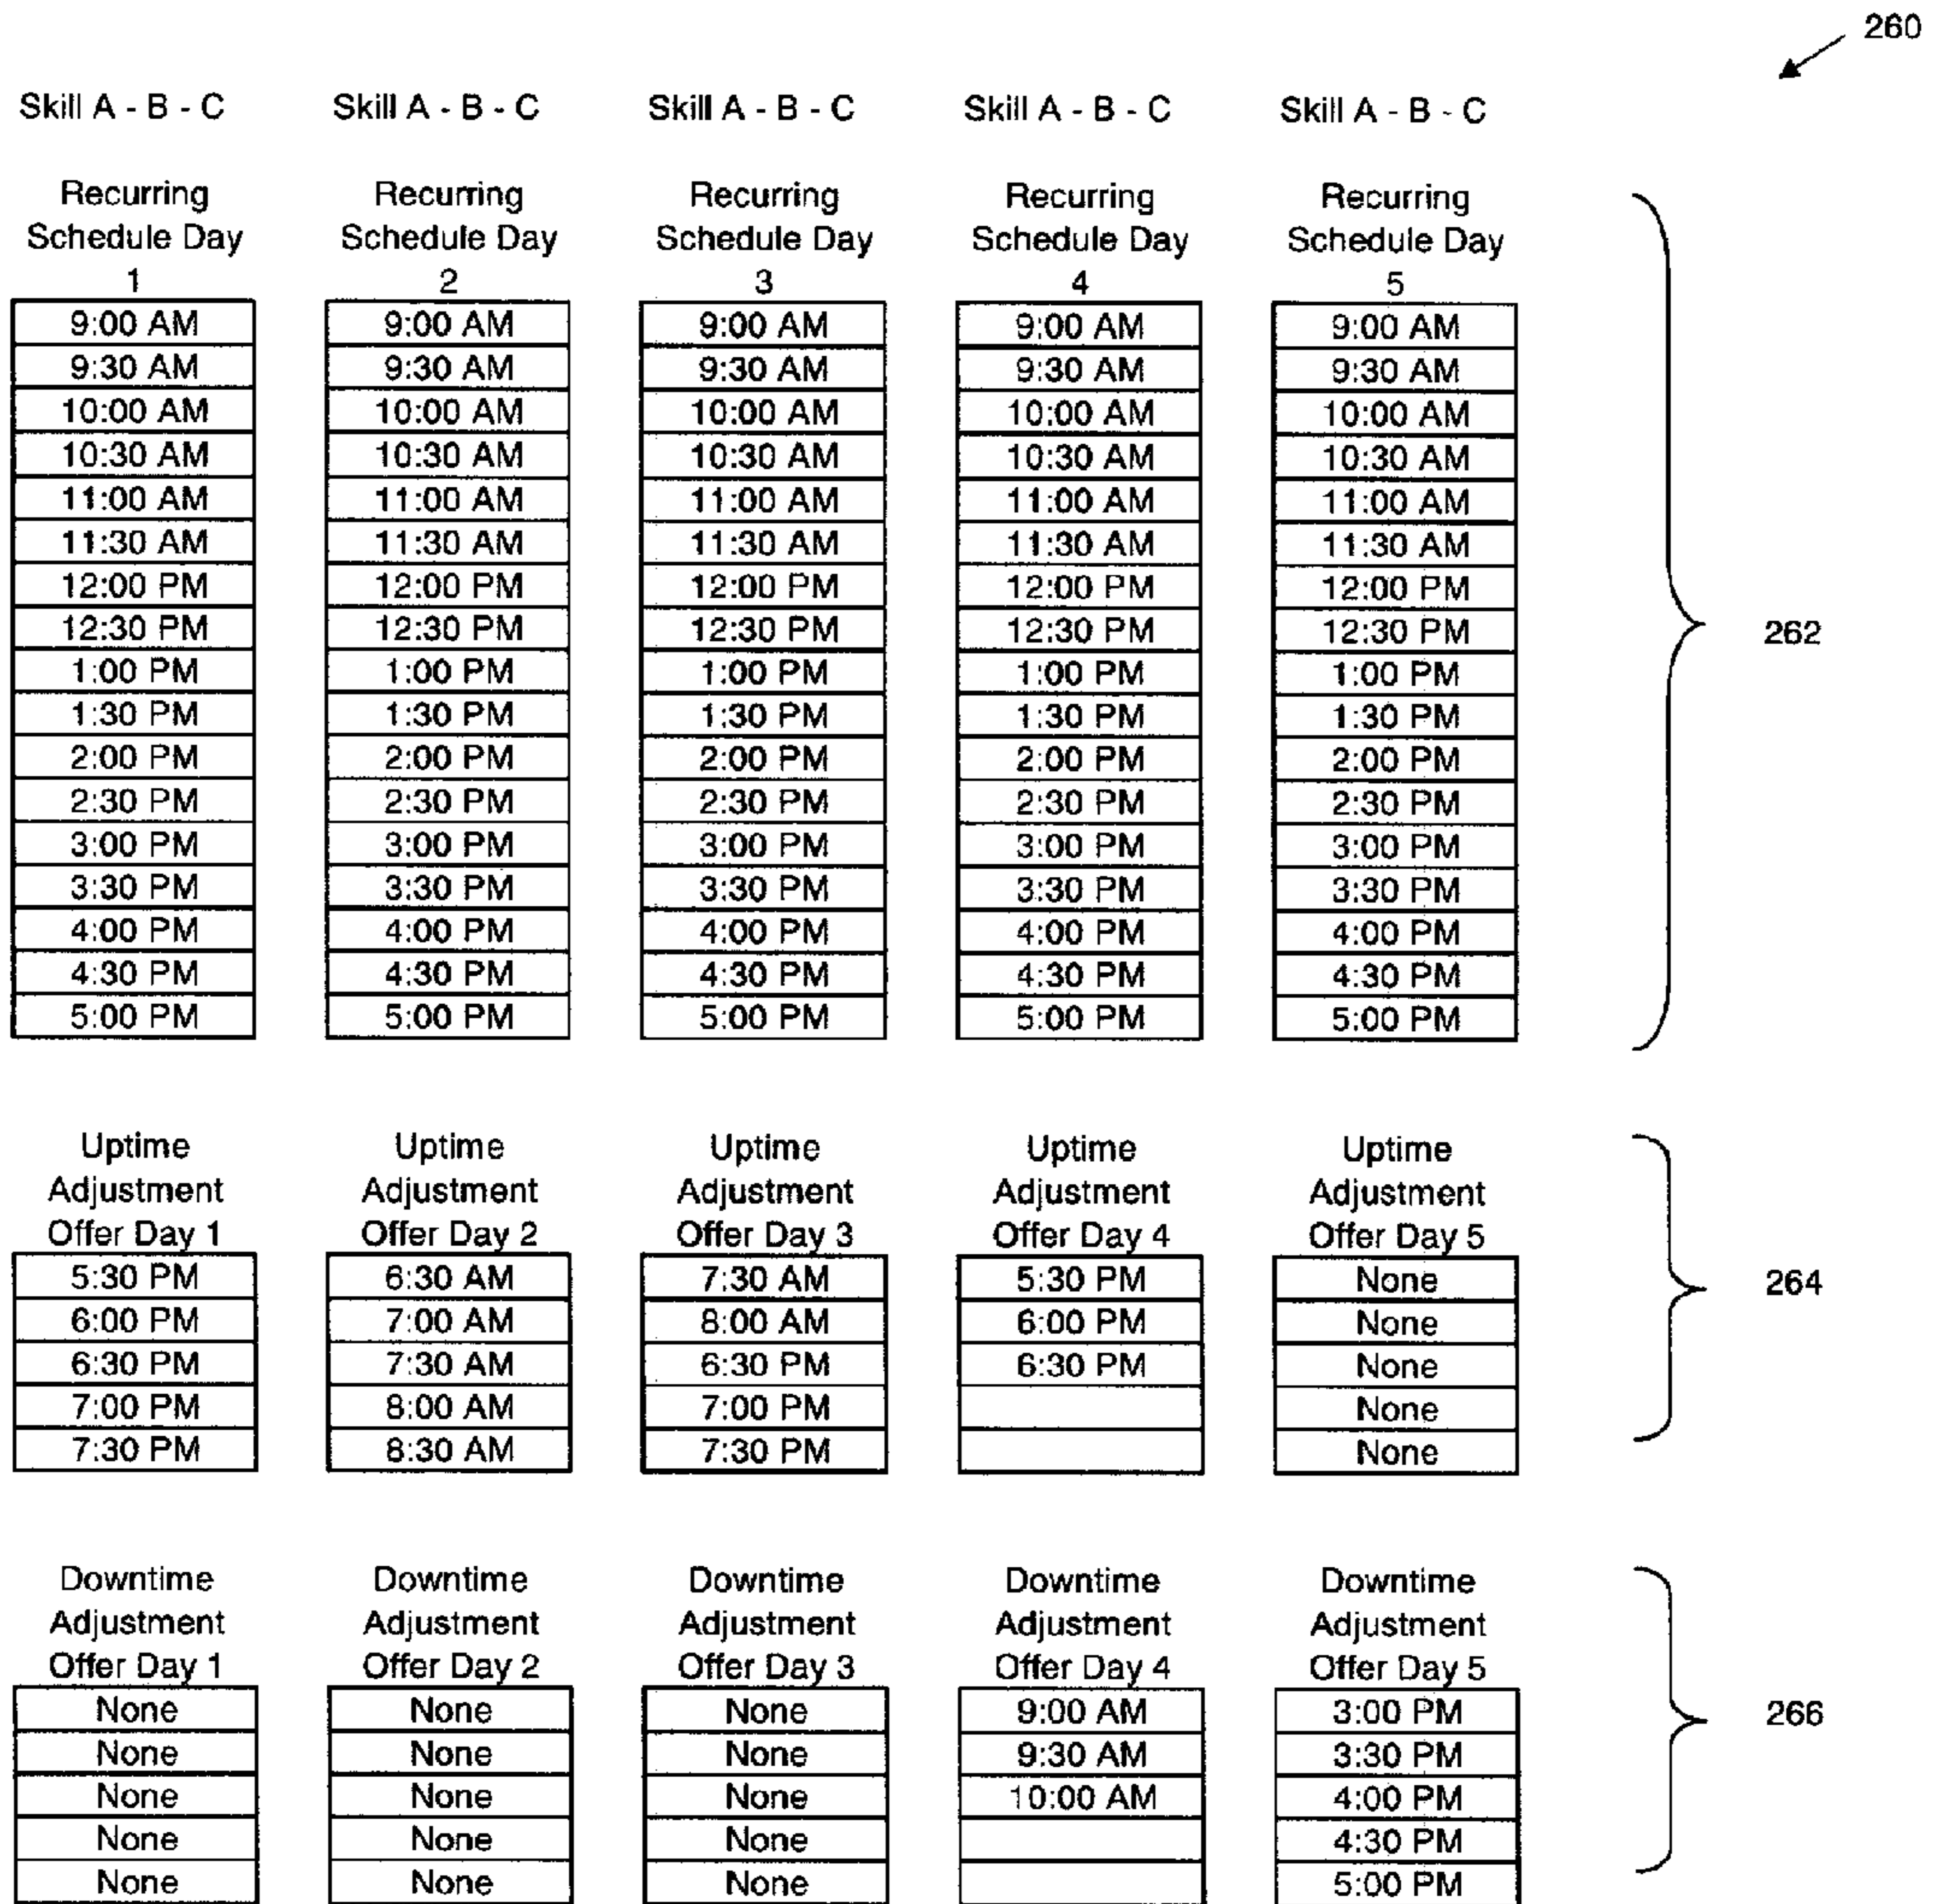 260
Skill A - B - C Skill A - B - C Skill A - B - C Skill A - B - C Skill A - B - C
Recurring Recurring Recurring Recurring Recurring
Schedule Day Schedule Day Schedule Day Schedule Day Schedule Day
1 2 3 4 5
9:00 AM 9:00 AM 9:00 AM 9:00 AM 9:00 AM
9:30 AM 9:30 AM 9:30 AM 9:30 AM 9:30 AM
10:00 AM 10:00 AM 10:00 AM 10:00 AM 10:00 AM
10:30 AM 10:30 AM 10:30 AM 10:30 AM 10:30 AM
11:00 AM 11:00 AM 11:00 AM 11:00 AM 11:00 AM
11:30 AM 11:30 AM 11:30 AM 11:30 AM 11:30 AM
12:00 PM 12:00 PM 12:00 PM 12:00 PM 12:00 PM
12:30 PM 12:30 PM 12:30 PM 12:30 PM 12:30 PM 262
1:00 PM 1:00 PM 1:00 PM 1:00 PM 1:00 PM
1:30 PM 1:30 PM 1:30 PM 1:30 PM 1:30 PM
2:00 PM 2:00 PM 2:00 PM 2:00 PM 2:00 PM
2:30 PM 2:30 PM 2:30 PM 2:30 PM 2:30 PM
3:00 PM 3:00 PM 3:00 PM 3:00 PM 3:00 PM
3:30 PM 3:30 PM 3:30 PM 3:30 PM 3:30 PM
4:00 PM 4:00 PM 4:00 PM 4:00 PM 4:00 PM
4:30 PM 4:30 PM 4:30 PM 4:30 PM 4:30 PM
5:00 PM 5:00 PM 5:00 PM 5:00 PM 5:00 PM
Uptime Uptime Uptime Uptime Uptime
Adjustment Adjustment Adjustment Adjustment Adjustment
Offer Day 1 Offer Day 2 Offer Day 3 Offer Day 4 Offer Day 5
5:30 PM 6:30 AM 7:30 AM 5:30 PM None 264
6:00 PM 7:00 AM 8:00 AM 6:00 PM None
6:30 PM 7:30 AM 6:30 PM 6:30 PM None
7:00 PM 8:00 AM 7:00 PM None
7:30 PM 8:30 AM 7:30 PM None
Downtime Downtime Downtime Downtime Downtime
Adjustment Adjustment Adjustment Adjustment Adjustment
Offer Day 1 Offer Day 2 Offer Day 3 Offer Day 4 Offer Day 5
None None None 9:00 AM 3:00 PM 266
None None None 9:30 AM 3:30 PM
None None None 10:00 AM 4:00 PM
None None None 4:30 PM
None None None 5:00 PM